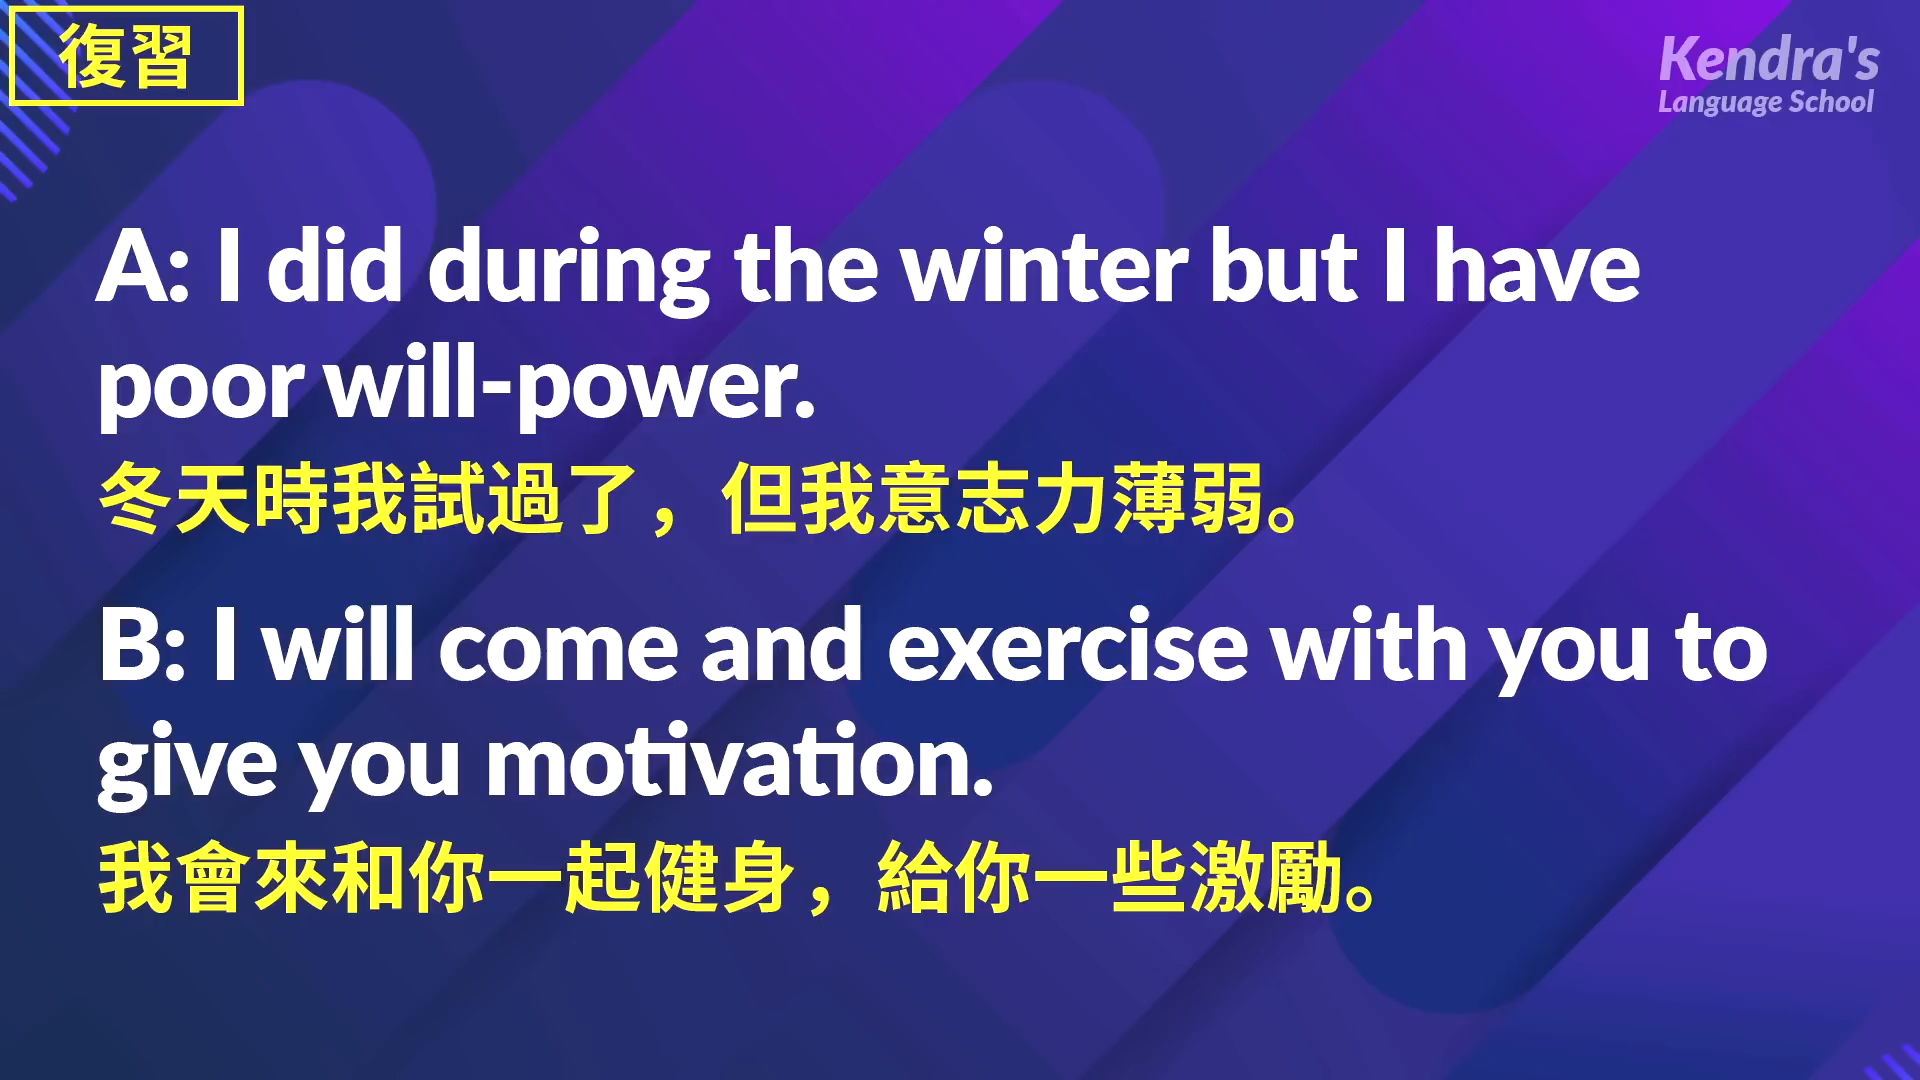 復習
Kendra's
Language School
A: I did during the winter but I have
poor will-power.
冬天時我試過了，但我意志力薄弱。
B: I will come and exercise with you to
give you motivation.
我會來和你一起健身，給你一些激勵。